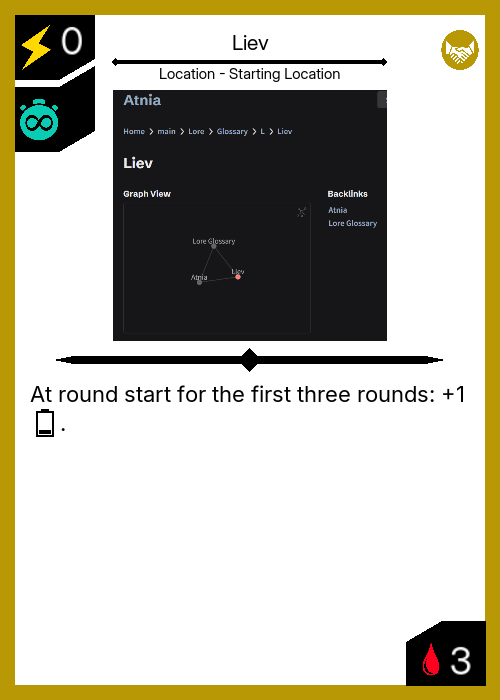 0
Liev
Location - Starting Location
Atnia
Home > main > Lore > Glossary > L > Liev
Liev
Graph View
Backlinks
Atnia
Lore Glossary
Lore Glossary
Liev
Atnia
At round start for the first three rounds: +1
.
3